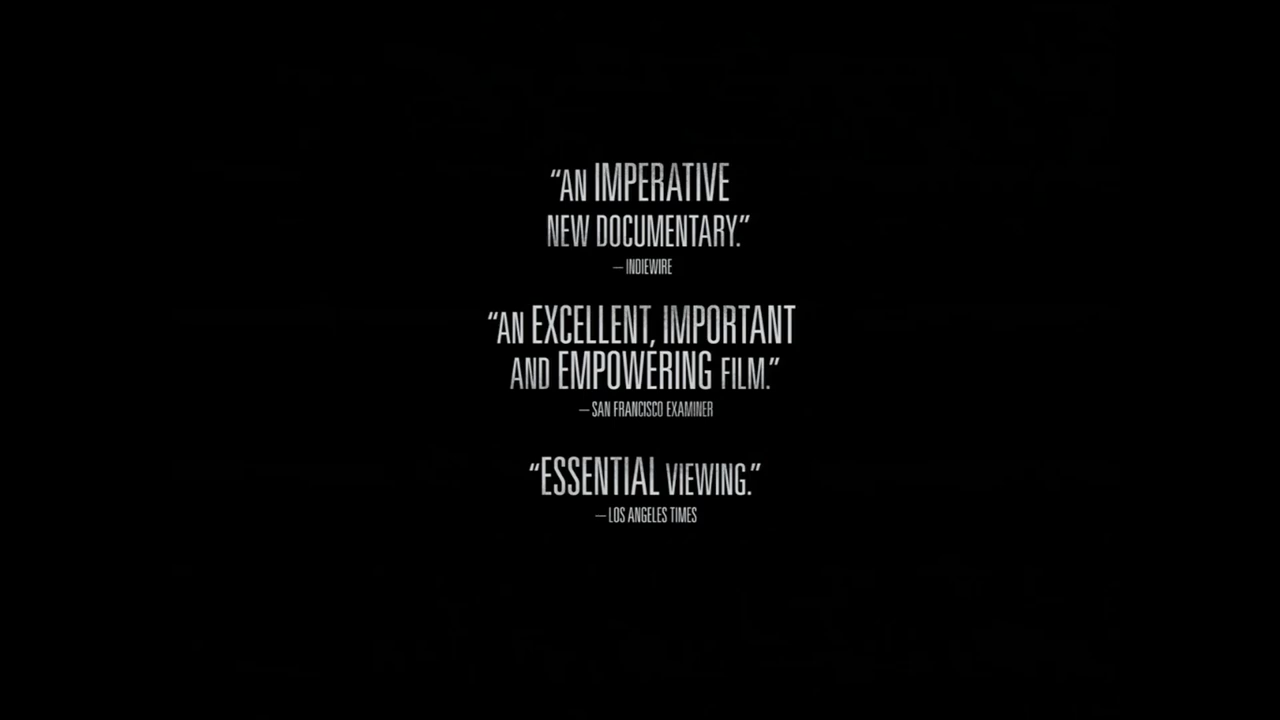 “AN IMPERATIVE
NEW DOCUMENTARY.”
— INDIEWIRE
“AN EXCELLENT, IMPORTANT
AND EMPOWERING FILM.”
— SAN FRANCISCO EXAMINER
“ESSENTIAL VIEWING.”
— LOS ANGELES TIMES